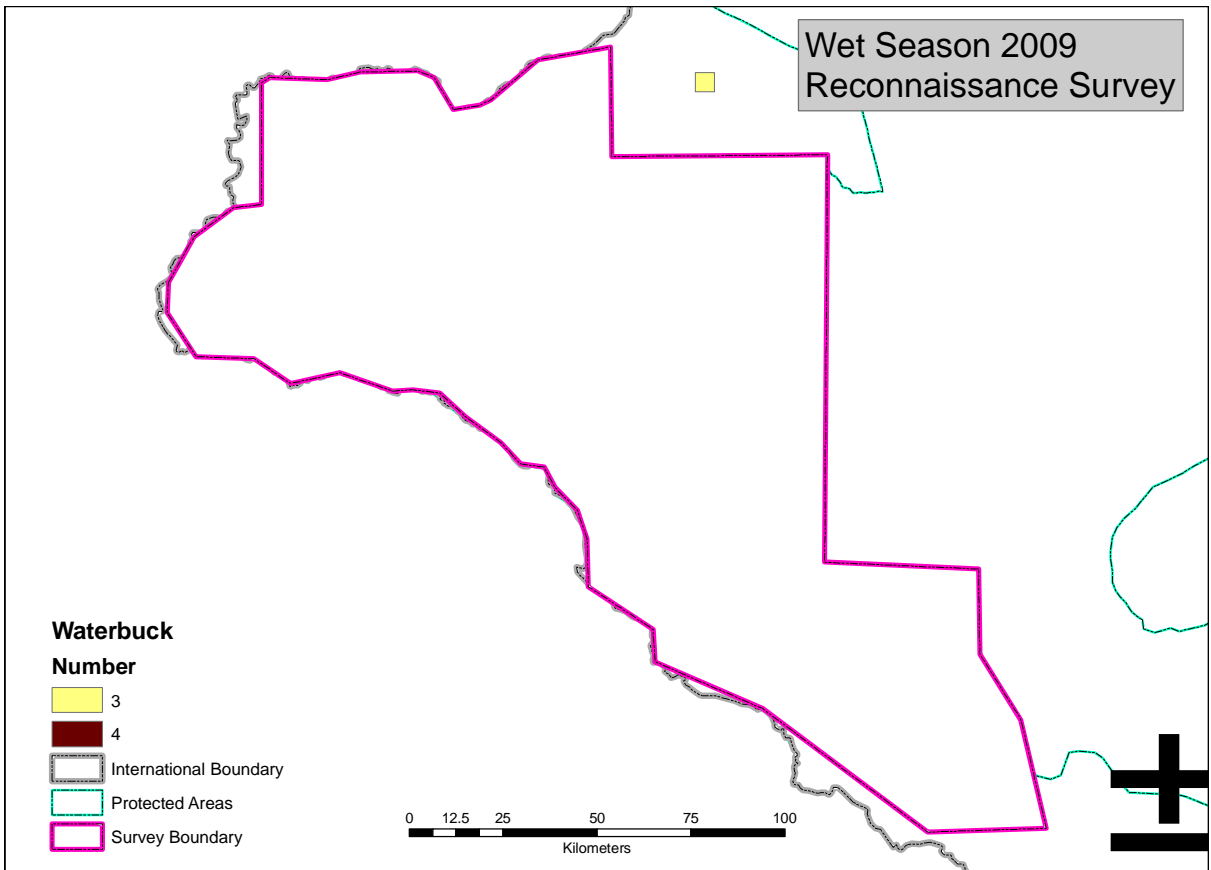 Wet Season 2009
Reconnaissance Survey
Waterbuck
Number
3
4
International Boundary
Protected Areas
Survey Boundary
0 12.5 25 50 75 100
Kilometers